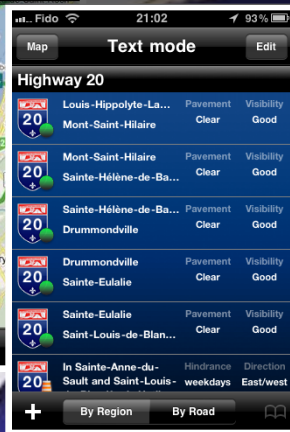 Fido 21:02 93%
Map Text mode Edit
Highway 20
Louis-Hippolyte-La... Pavement Visibility
20 Mont-Saint-Hilaire Clear Good
Mont-Saint-Hilaire Pavement Visibility
20 Sainte-Hélène-de-Ba... Clear Good
Sainte-Hélène-de-Ba... Pavement Visibility
20 Drummondville Clear Good
Drummondville Pavement Visibility
20 Sainte-Eulalie Clear Good
Sainte-Eulalie Pavement Visibility
20 Saint-Louis-de-Blan... Clear Good
In Sainte-Anne-du- Hindrance Direction
20 Sault and Saint-Louis- weekdays East/west
+ By Region By Road